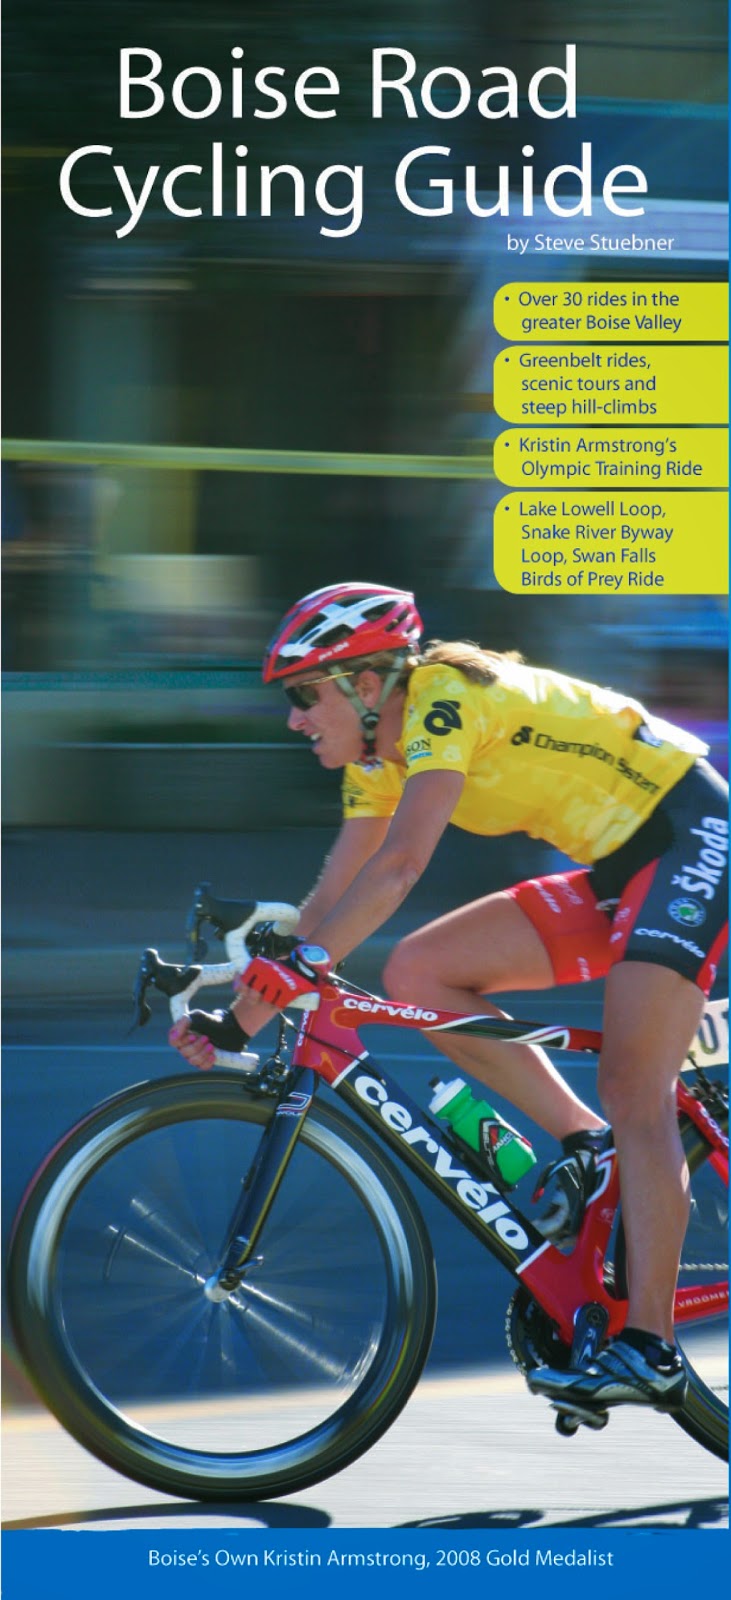 Boise Road
Cycling Guide
by Steve Stuebner
• Over 30 rides in the
greater Boise Valley
• Greenbelt rides,
scenic tours and
steep hill-climbs
• Kristin Armstrong's
Olympic Training Ride
• Lake Lowell Loop,
Snake River Byway
Loop, Swan Falls
Birds of Prey Ride
SON
Champion System
Škoda
cervélo
cervélo
cervélo
Boise's Own Kristin Armstrong, 2008 Gold Medalist